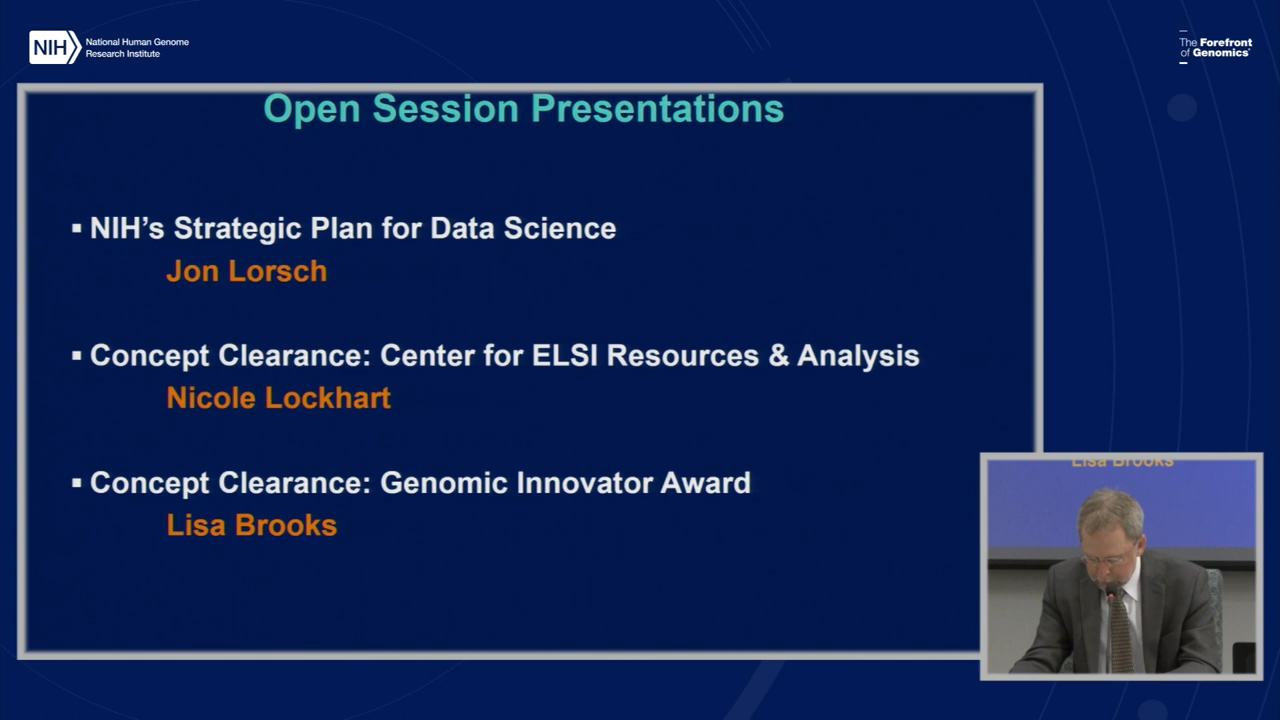 NIH
National Human Genome
Research Institute
The Forefront
of Genomics®
Open Session Presentations
▪ NIH’s Strategic Plan for Data Science
Jon Lorsch
▪ Concept Clearance: Center for ELSI Resources & Analysis
Nicole Lockhart
▪ Concept Clearance: Genomic Innovator Award
Lisa Brooks
Lisa Brooks